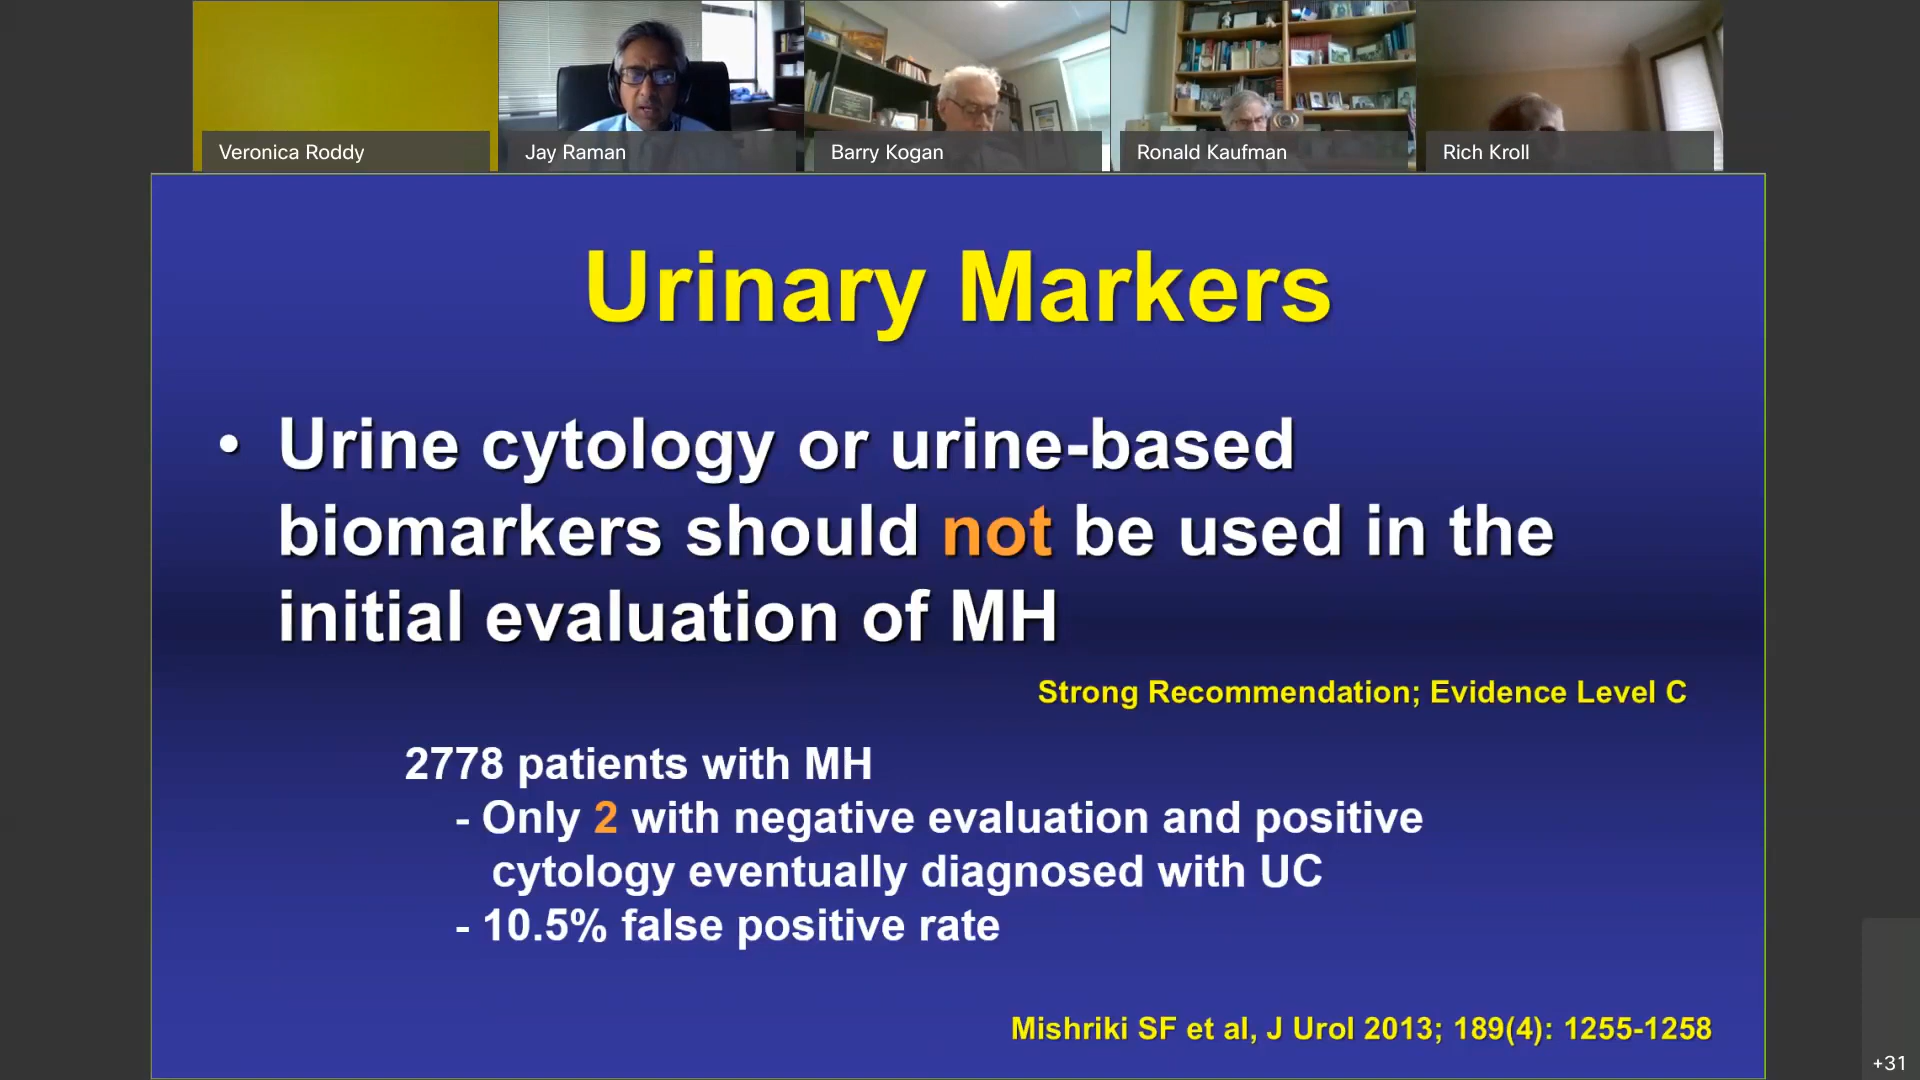 Veronica Roddy
Jay Raman
Barry Kogan
Ronald Kaufman
Rich Kroll
Urinary Markers
• Urine cytology or urine-based
biomarkers should not be used in the
initial evaluation of MH
Strong Recommendation; Evidence Level C
2778 patients with MH
- Only 2 with negative evaluation and positive
cytology eventually diagnosed with UC
- 10.5% false positive rate
Mishriki SF et al, J Urol 2013; 189(4): 1255-1258
+31